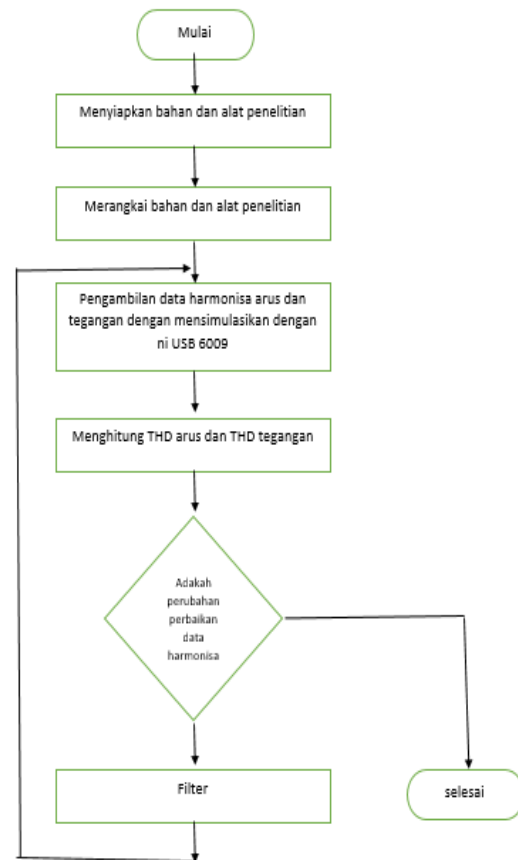 Mulai
Menyiapkan bahan dan alat penelitian
Merangkai bahan dan alat penelitian
Pengambilan data harmonisa arus dan
tegangan dengan mensimulasikan dengan
ni USB 6009
Menghitung THD arus dan THD tegangan
Adakah
perubahan
perbaikan
data
harmonisa
Filter
selesai